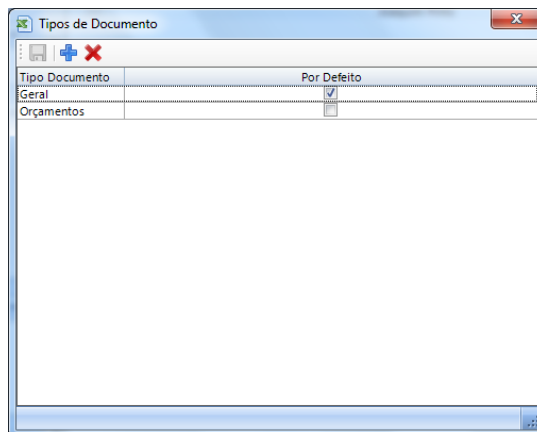 Tipos de Documento
Tipo Documento Por Defeito
Geral
Orçamentos